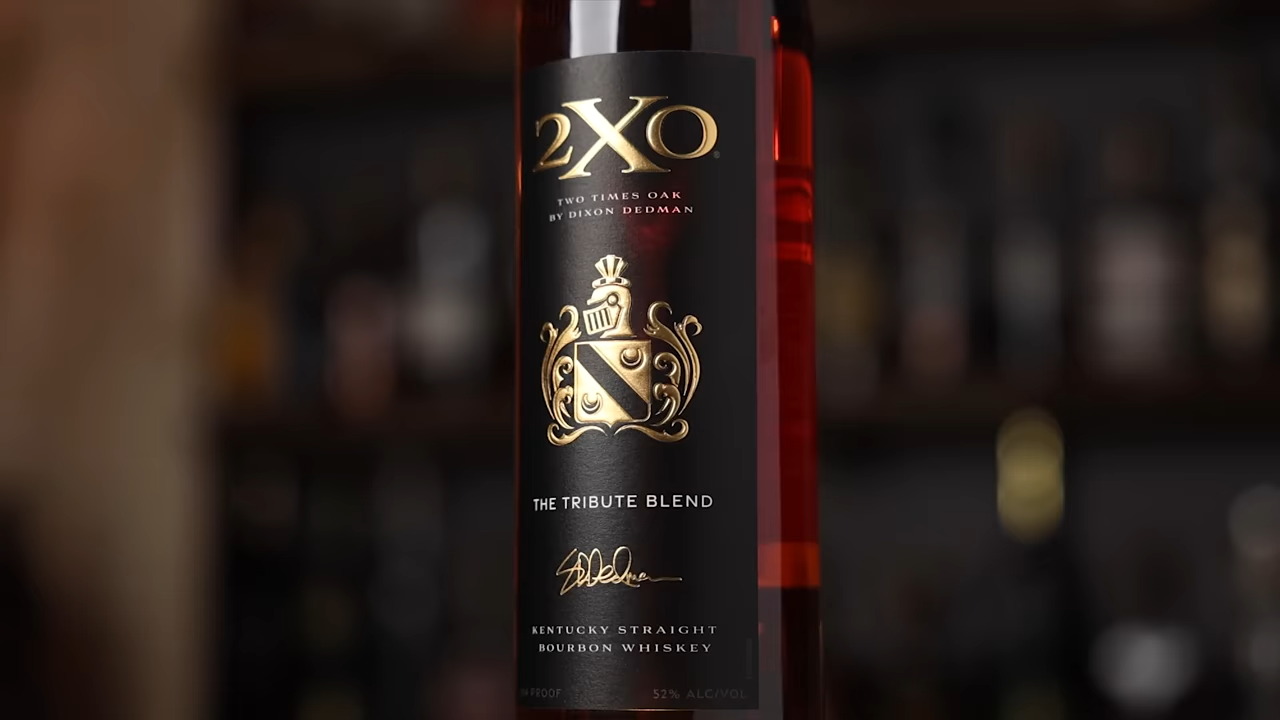 2XO
TWO TIMES OAK
BY DIXON DEDMAN
THE TRIBUTE BLEND
KENTUCKY STRAIGHT
BOURBON WHISKEY
PROOF 52% ALC/VOL